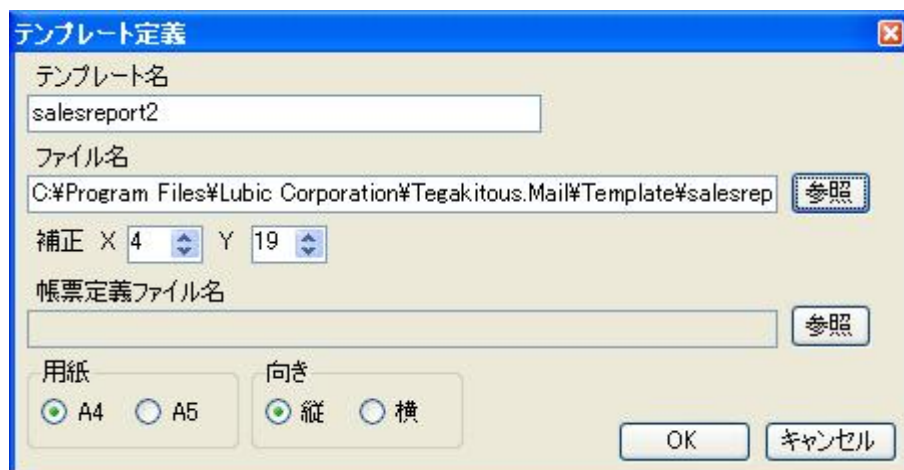 テンプレート定義
テンプレート名
salesreport2
ファイル名
C:¥Program Files¥Lubic Corporation¥Tegakitous.Mail¥Template¥salesrep 参照
補正 X 4 Y 19
帳票定義ファイル名
参照
用紙 向き
A4 A5 縦 横
OK キャンセル